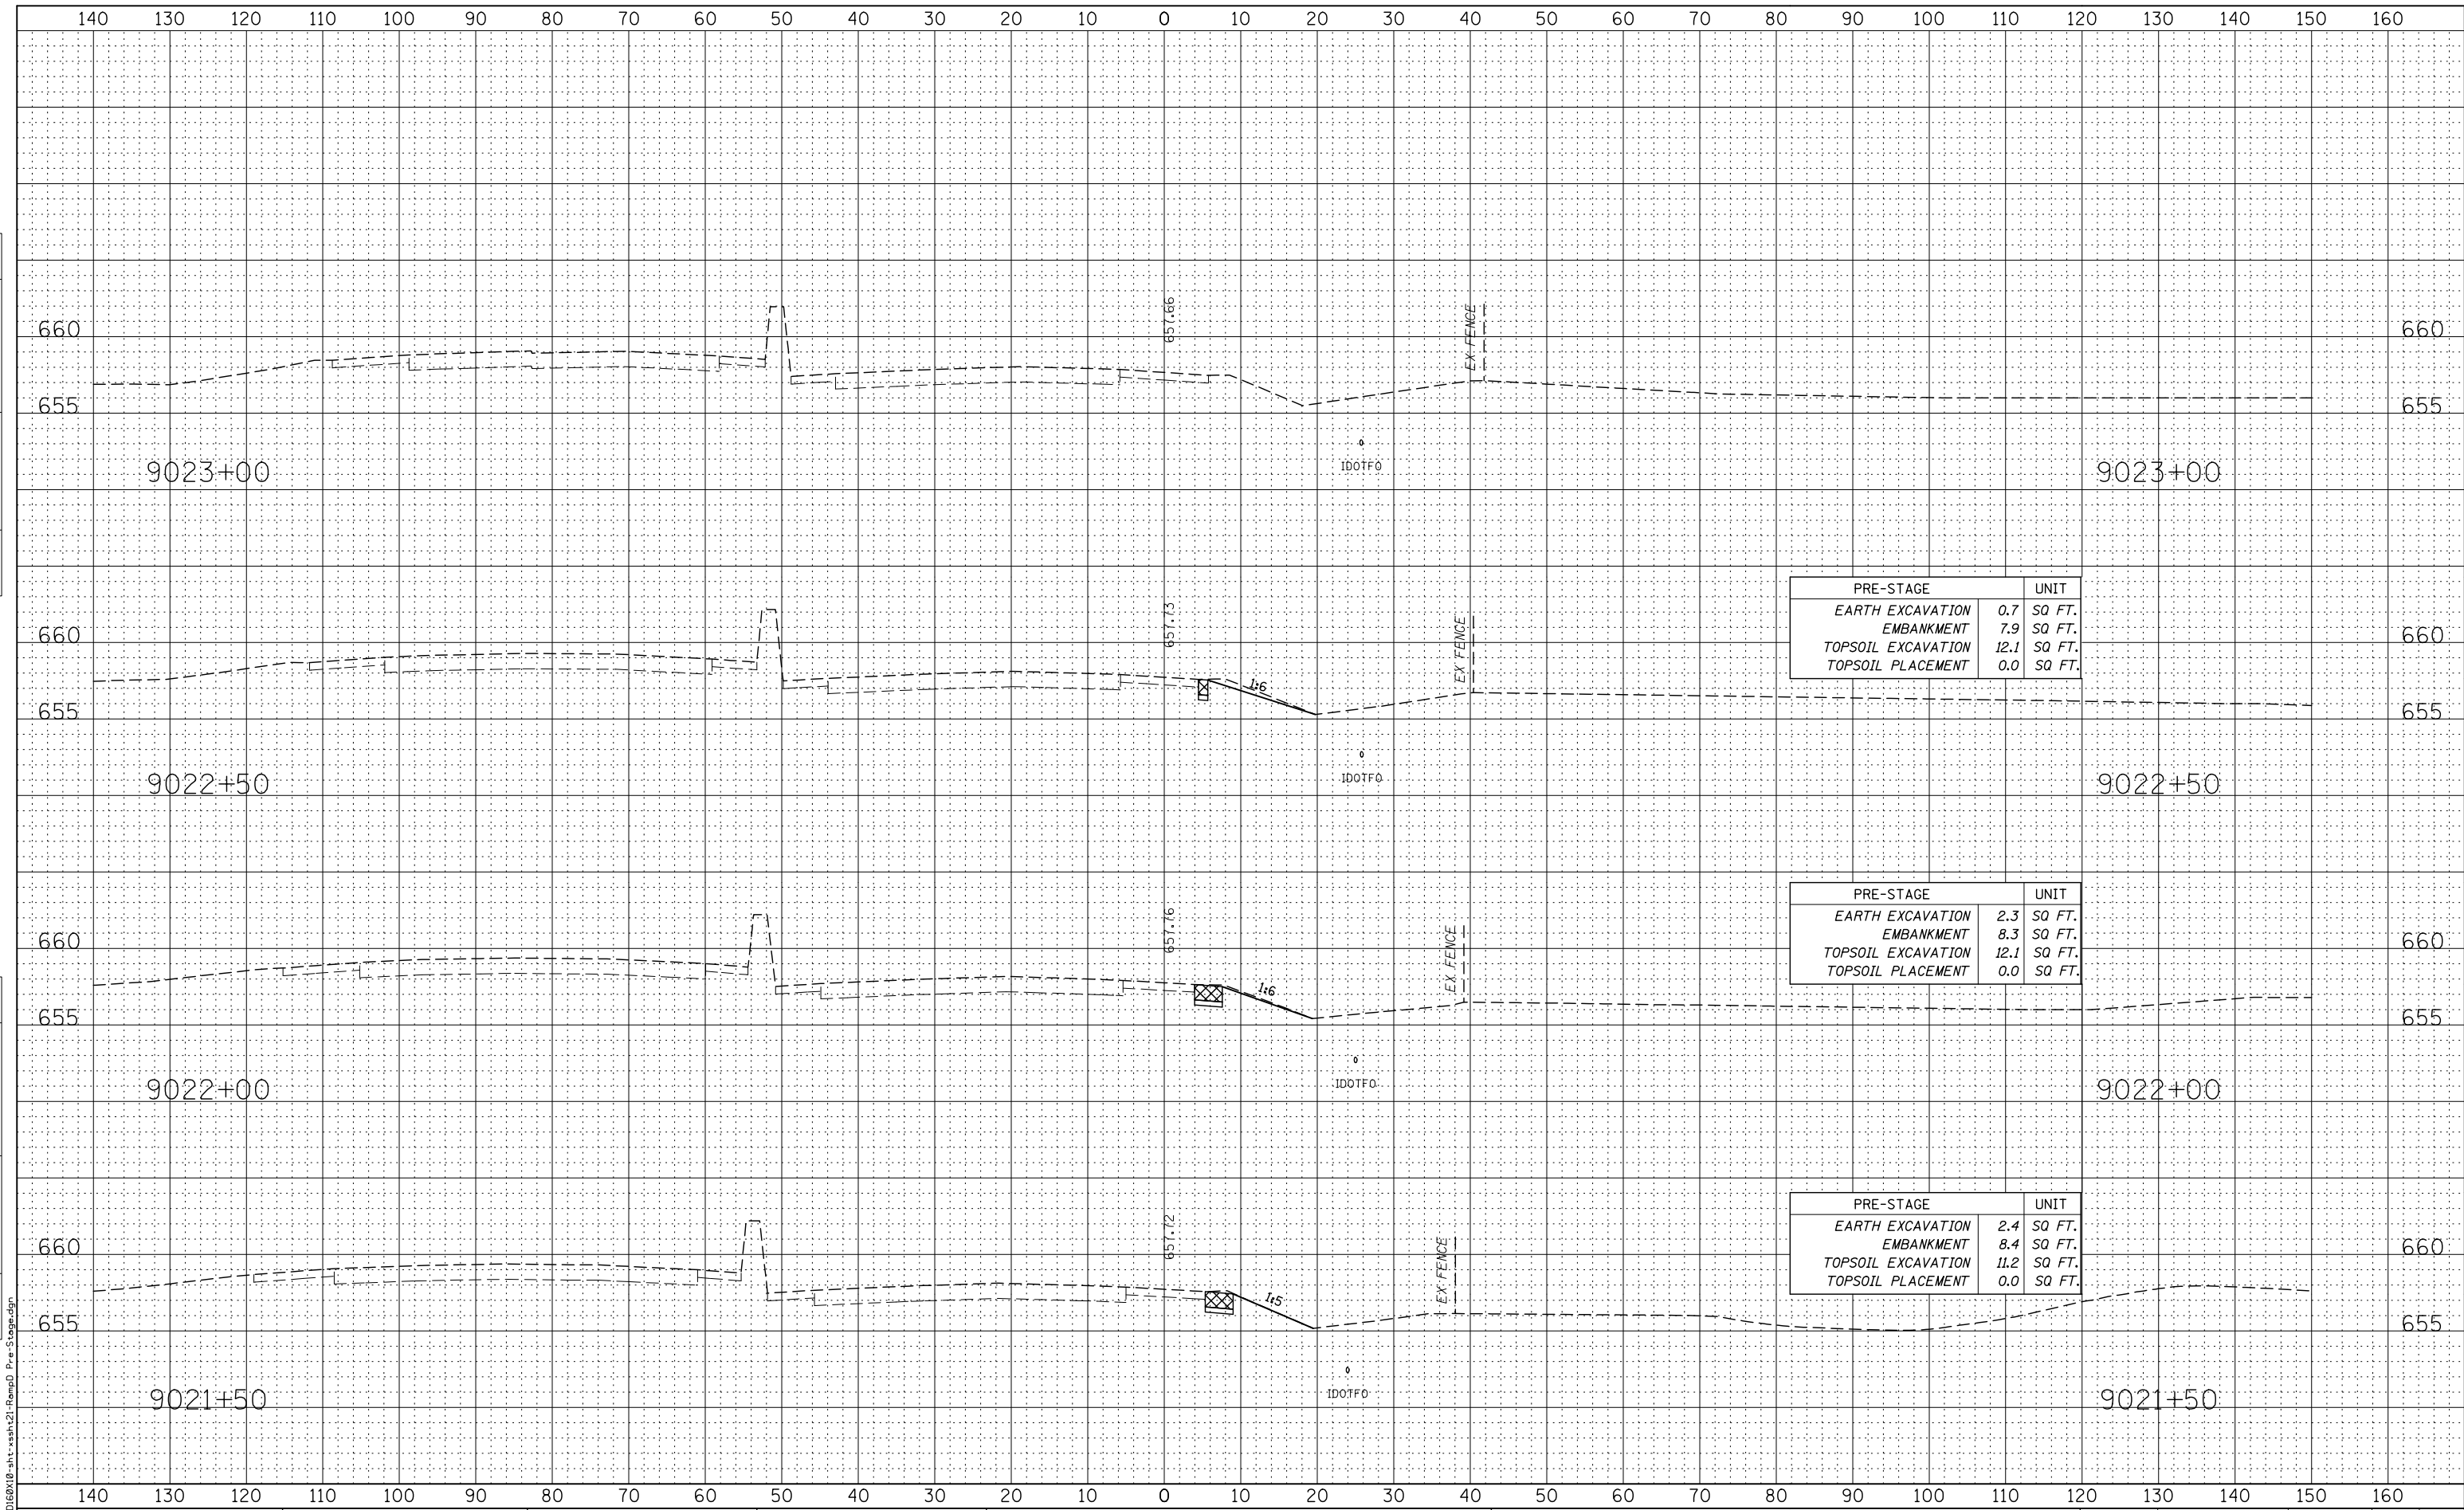 140 130 120 110 100 90 80 70 60 50 40 30 20 10 0 10 20 30 40 50 60 70 80 90 100 110 120 130 140 150 160
657.66
EX FENCE
660 660
655 655
IDOTFO
9023+00 9023+00
PRE-STAGE UNIT
EARTH EXCAVATION 0.7 SQ FT.
EMBANKMENT 7.9 SQ FT.
TOPSOIL EXCAVATION 12.1 SQ FT.
TOPSOIL PLACEMENT 0.0 SQ FT.
657.73
EX FENCE
660 660
1:6
655 655
IDOTFO
9022+50 9022+50
PRE-STAGE UNIT
EARTH EXCAVATION 2.3 SQ FT.
EMBANKMENT 8.3 SQ FT.
TOPSOIL EXCAVATION 12.1 SQ FT.
TOPSOIL PLACEMENT 0.0 SQ FT.
657.76
EX FENCE
660 660
1:6
655 655
IDOTFO
9022+00 9022+00
PRE-STAGE UNIT
EARTH EXCAVATION 2.4 SQ FT.
EMBANKMENT 8.4 SQ FT.
TOPSOIL EXCAVATION 11.2 SQ FT.
TOPSOIL PLACEMENT 0.0 SQ FT.
657.72
EX FENCE
660 660
1:5
655 655
IDOTFO
9021+50 9021+50
D160X10-sht-xssht21-RampD Pre-Stage.dgn
140 130 120 110 100 90 80 70 60 50 40 30 20 10 0 10 20 30 40 50 60 70 80 90 100 110 120 130 140 150 160